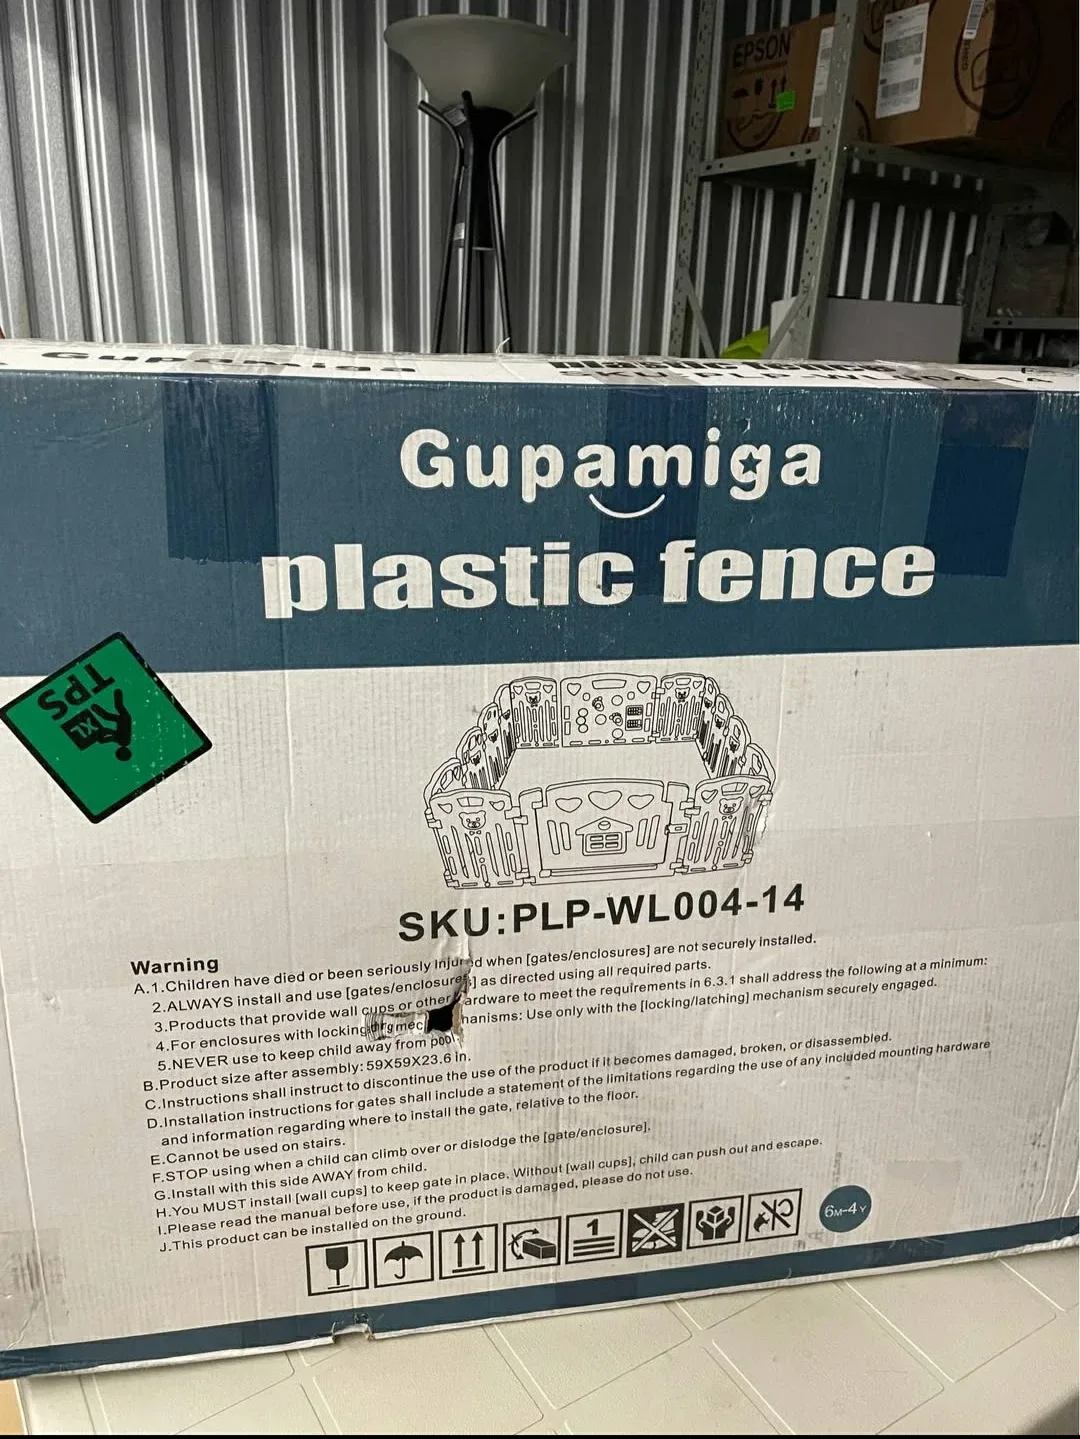 EPSON
Gupamiga plastic fence
SKU:PLP-WL004-14
Gupamiga
plastic fence
TPS
XL
SKU:PLP-WL004-14
Warning
A.1.Children have died or been seriously Injured when [gates/enclosures] are not securely installed.
2.ALWAYS install and use [gates/enclosures] as directed using all required parts.
3.Products that provide wall cups or other hardware to meet the requirements in 6.3.1 shall address the following at a minimum:
4.For enclosures with locking mechanisms: Use only with the [locking/latching] mechanism securely engaged.
5.NEVER use to keep child away from pool
B.Product size after assembly: 59X59X23.6 in.
C.Instructions shall instruct to discontinue the use of the product if it becomes damaged, broken, or disassembled.
D.Installation instructions for gates shall include a statement of the limitations regarding the use of any included mounting hardware
and information regarding where to install the gate, relative to the floor.
E.Cannot be used on stairs.
F.STOP using when a child can climb over or dislodge the [gate/enclosure].
G.Install with this side AWAY from child.
H.You MUST install [wall cups] to keep gate in place. Without [wall cups], child can push out and escape.
I.Please read the manual before use, if the product is damaged, please do not use.
J.This product can be installed on the ground.
1
6M-4Y